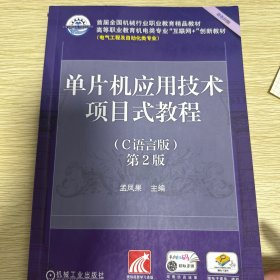 首届全国机械行业职业教育精品教材
高等职业教育机电类专业“互联网+”创新教材
（电气工程及自动化类专业）
单片机应用技术
项目式教程
（C语言版）
第2版
孟凤果 主编
机械工业出版社